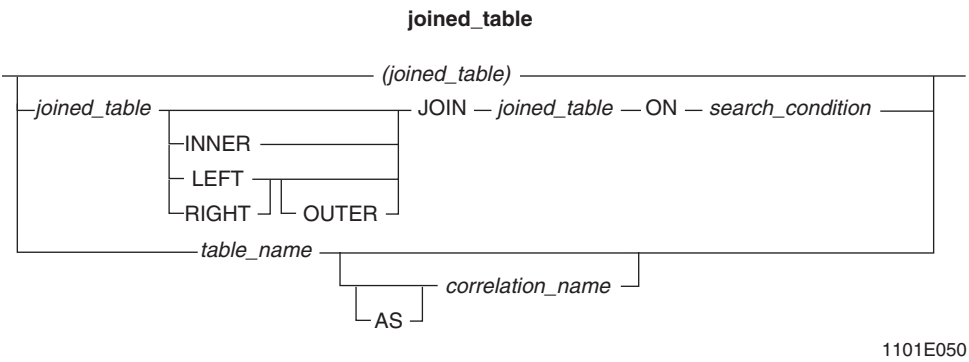 joined_table
(joined_table)
joined_table JOIN joined_table ON search_condition
INNER
LEFT
RIGHT OUTER
table_name
correlation_name
AS
1101E050